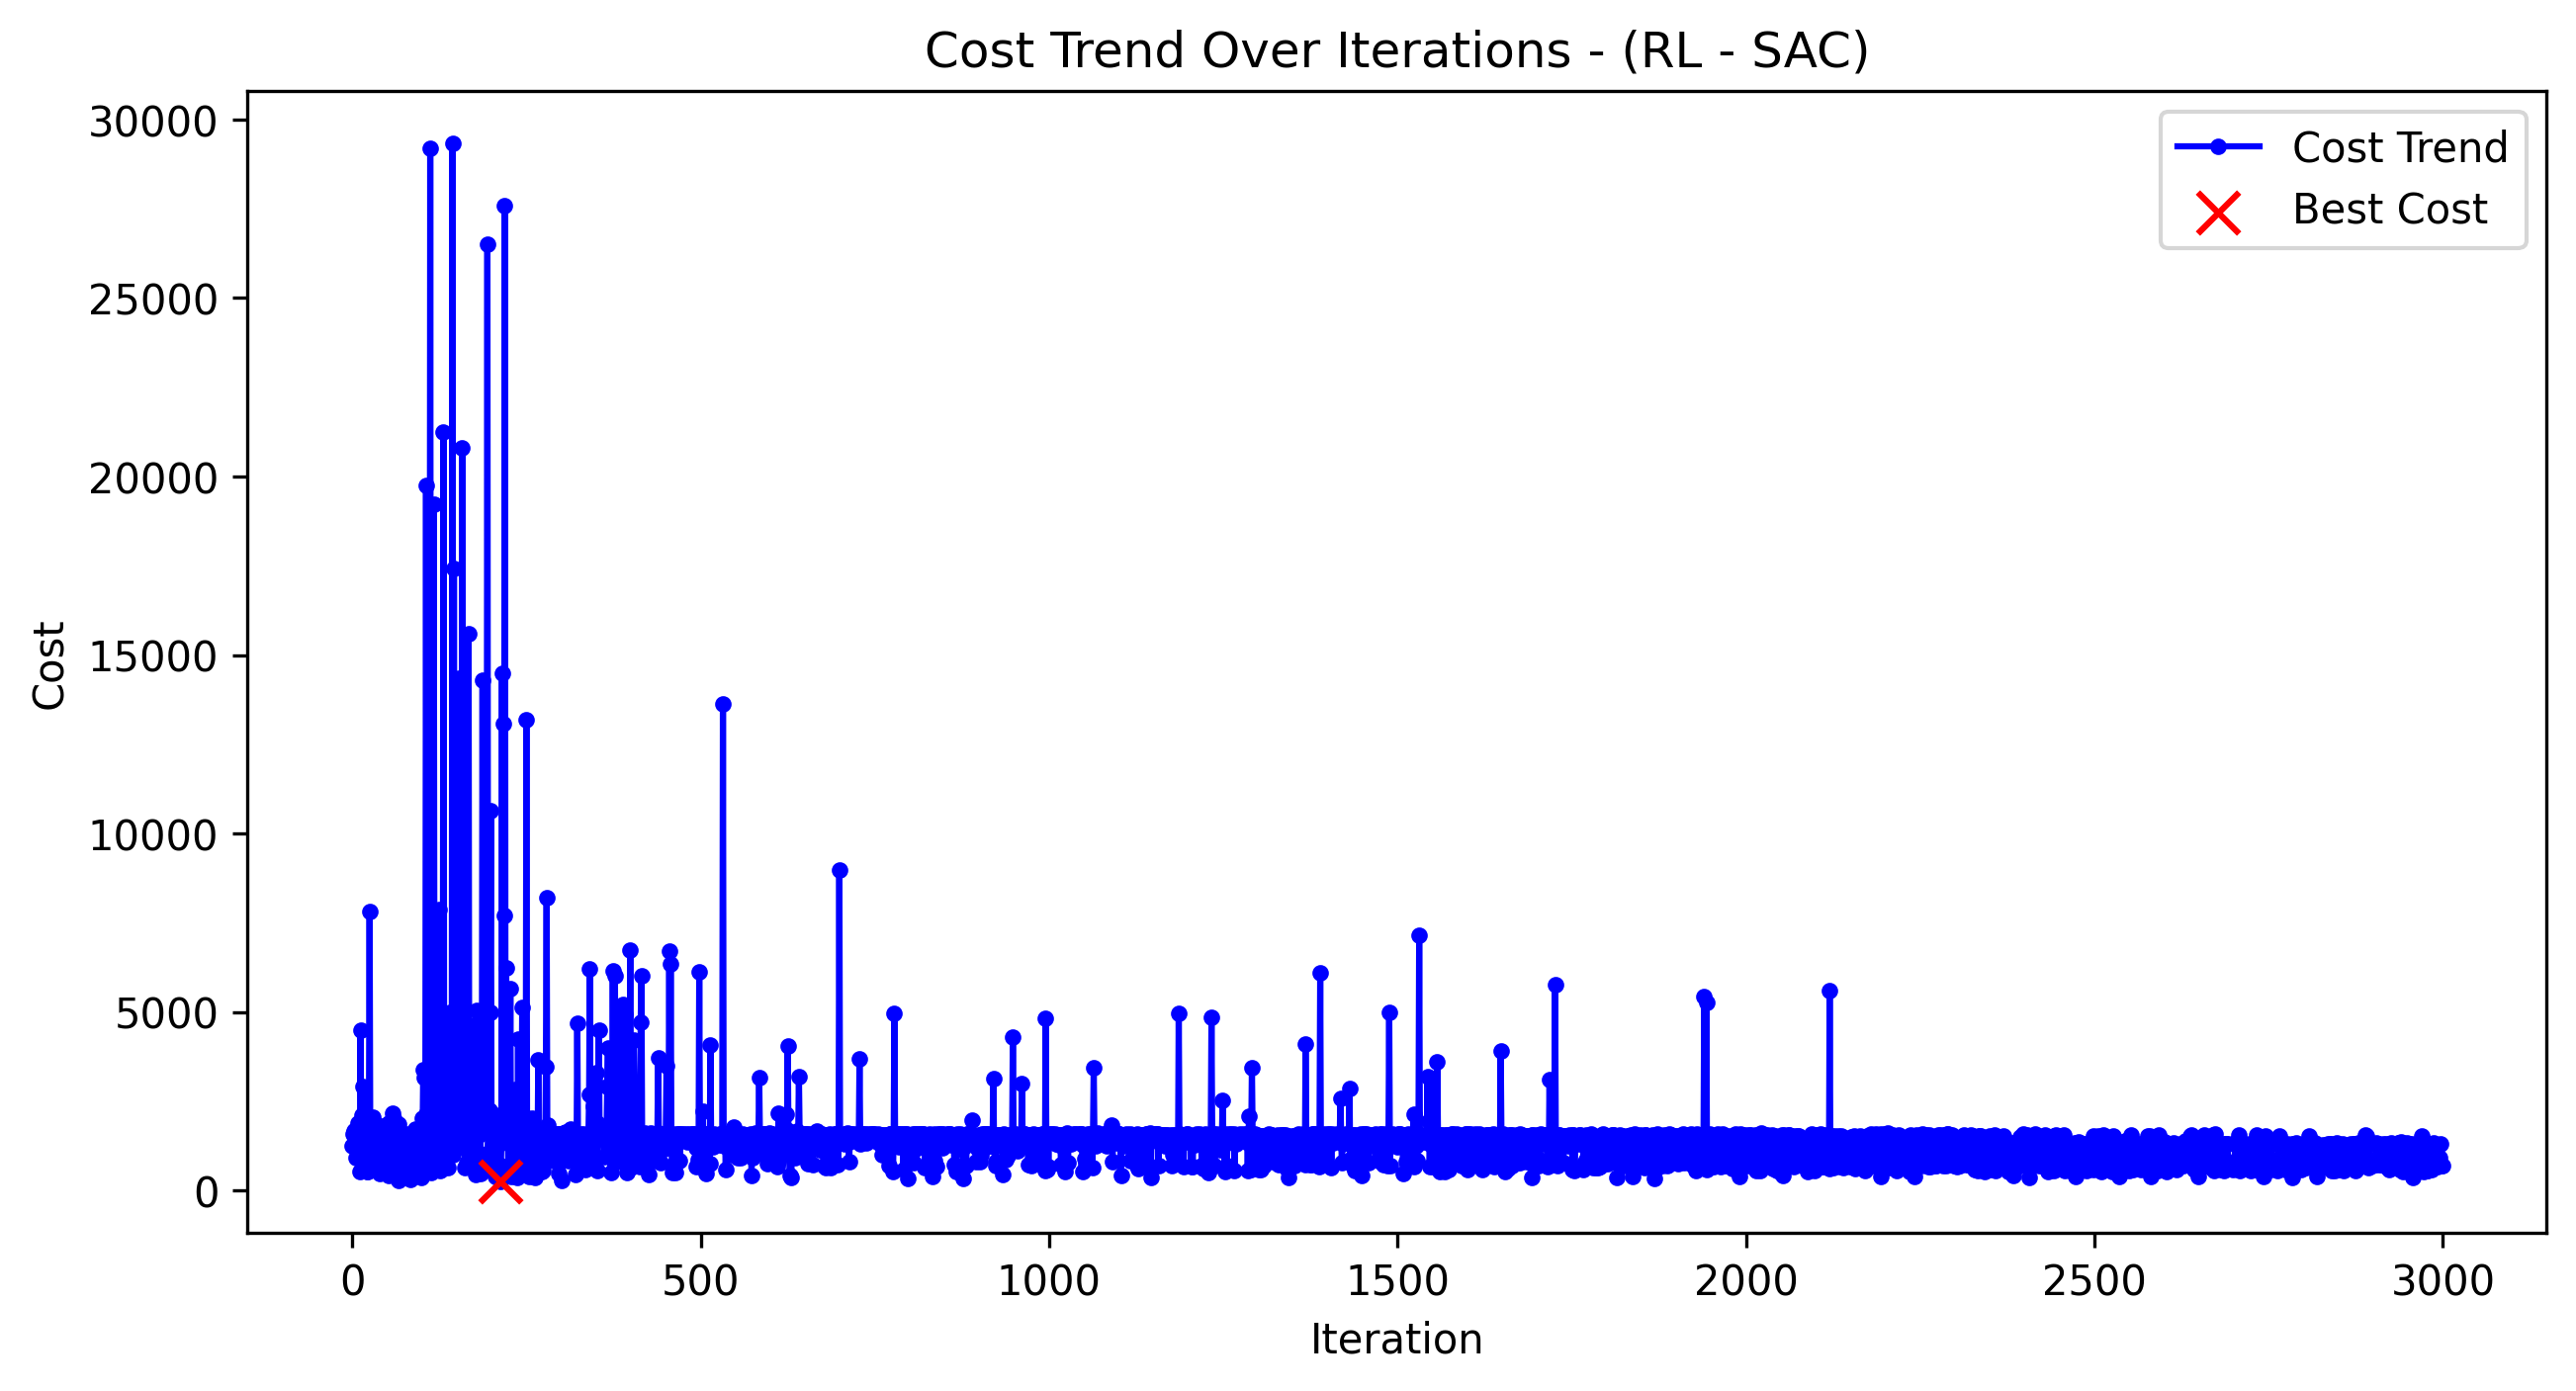 Cost Trend Over Iterations - (RL - SAC)
Cost Trend
Best Cost
30000
25000
20000
15000
10000
5000
0
Cost
0 500 1000 1500 2000 2500 3000
Iteration